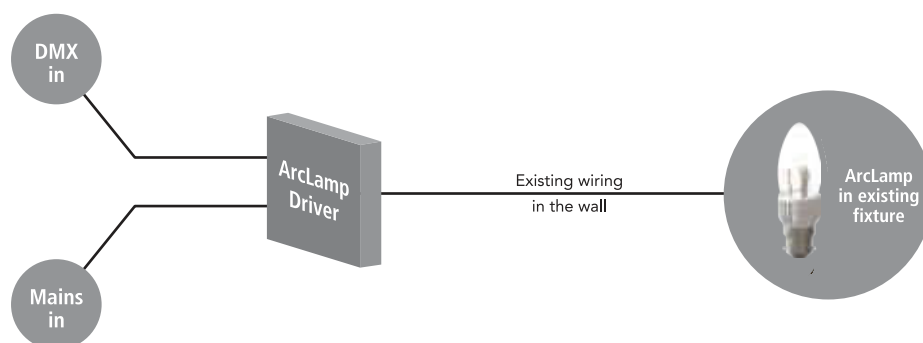 DMX
in
ArcLamp
Driver
Mains
in
Existing wiring
in the wall
ArcLamp
in existing
fixture